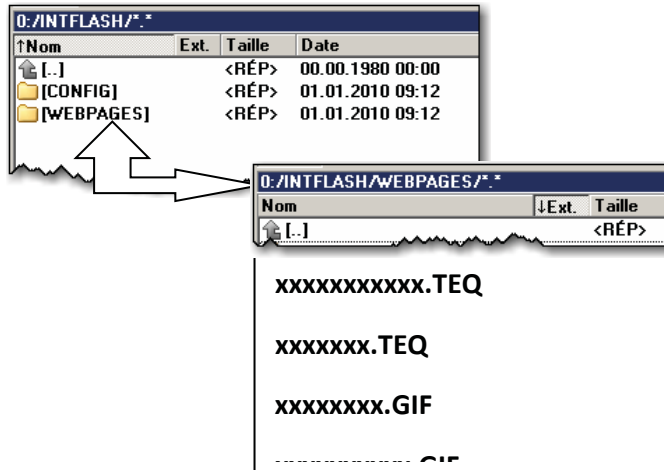 0:/INTFLASH/*.*
↑Nom Ext. Taille Date
[..] <RÉP> 00.00.1980 00:00
[CONFIG] <RÉP> 01.01.2010 09:12
[WEBPAGES] <RÉP> 01.01.2010 09:12
0:/INTFLASH/WEBPAGES/*.*
Nom ↓Ext. Taille
[..] <RÉP>
xxxxxxxxxxx.TEQ
xxxxxxx.TEQ
xxxxxxxx.GIF